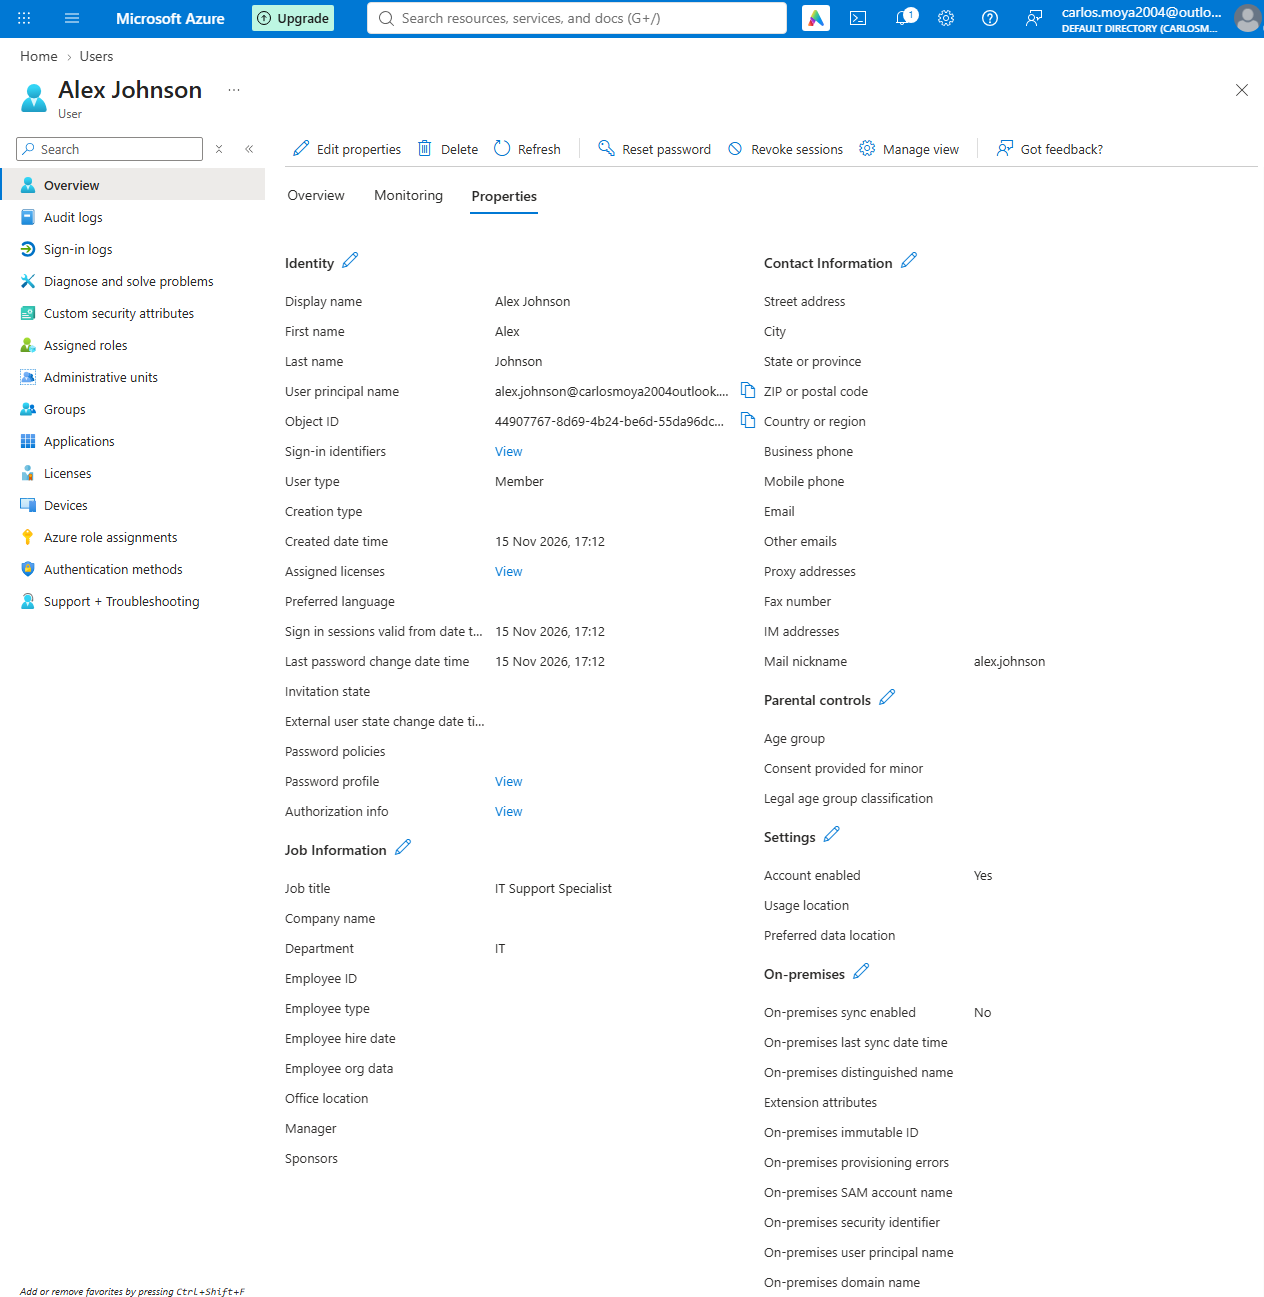 Microsoft Azure
Upgrade
Search resources, services, and docs (G+/)
1
carlos.moya2004@outlo...
DEFAULT DIRECTORY (CARLOSM...
Home > Users
Alex Johnson ...
User
Search
Edit properties Delete Refresh Reset password Revoke sessions Manage view Got feedback?
Overview
Audit logs
Sign-in logs
Diagnose and solve problems
Custom security attributes
Assigned roles
Administrative units
Groups
Applications
Licenses
Devices
Azure role assignments
Authentication methods
Support + Troubleshooting
Add or remove favorites by pressing Ctrl+Shift+F
Overview Monitoring Properties
Identity
Display name Alex Johnson
First name Alex
Last name Johnson
User principal name alex.johnson@carlosmoya2004outlook....
Object ID 44907767-8d69-4b24-be6d-55da96dc...
Sign-in identifiers View
User type Member
Creation type
Created date time 15 Nov 2026, 17:12
Assigned licenses View
Preferred language
Sign in sessions valid from date t... 15 Nov 2026, 17:12
Last password change date time 15 Nov 2026, 17:12
Invitation state
External user state change date ti...
Password policies
Password profile View
Authorization info View
Job Information
Job title IT Support Specialist
Company name
Department IT
Employee ID
Employee type
Employee hire date
Employee org data
Office location
Manager
Sponsors
Contact Information
Street address
City
State or province
ZIP or postal code
Country or region
Business phone
Mobile phone
Email
Other emails
Proxy addresses
Fax number
IM addresses
Mail nickname alex.johnson
Parental controls
Age group
Consent provided for minor
Legal age group classification
Settings
Account enabled Yes
Usage location
Preferred data location
On-premises
On-premises sync enabled No
On-premises last sync date time
On-premises distinguished name
Extension attributes
On-premises immutable ID
On-premises provisioning errors
On-premises SAM account name
On-premises security identifier
On-premises user principal name
On-premises domain name